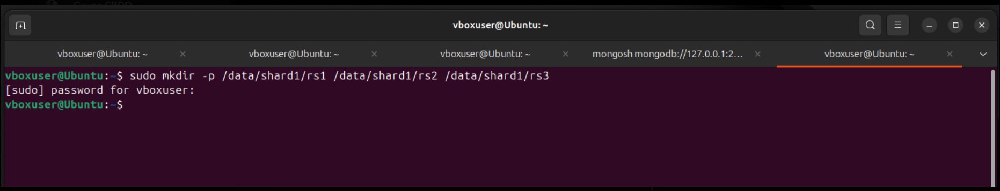 vboxuser@Ubuntu: ~
vboxuser@Ubuntu: ~ × vboxuser@Ubuntu: ~ × vboxuser@Ubuntu: ~ × mongosh mongodb://127.0.0.1:2... × vboxuser@Ubuntu: ~ ×
vboxuser@Ubuntu:~$ sudo mkdir -p /data/shard1/rs1 /data/shard1/rs2 /data/shard1/rs3
[sudo] password for vboxuser:
vboxuser@Ubuntu:~$